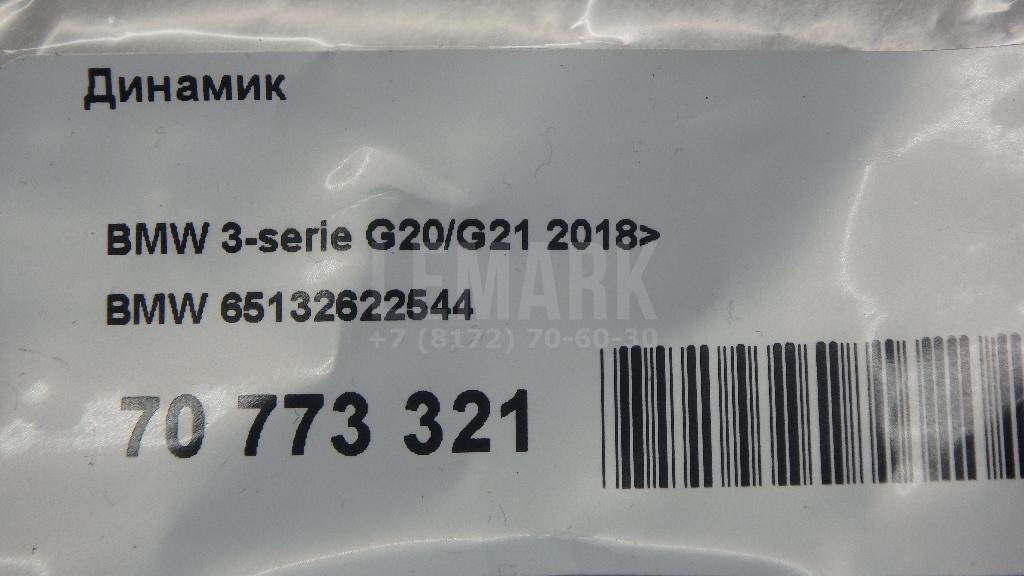 Динамик
BMW 3-serie G20/G21 2018>
BMW 65132622544
LEMARK
+7 (8172) 70-60-30
70 773 321